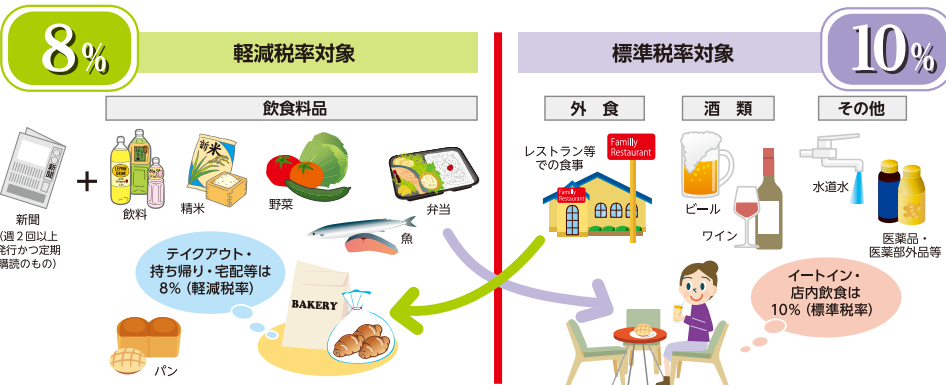 8%
軽減税率対象
標準税率対象
10%
飲食料品
外 食
酒 類
その他
新聞
新聞
(週2回以上
発行かつ定期
購読のもの)
+
飲料
新米
精米
野菜
魚
弁当
レストラン等
での食事
Familly
Restaurant
Familly
Restaurant
ビール
ワイン
水道水
医薬品・
医薬部外品等
テイクアウト・
持ち帰り・宅配等は
8%(軽減税率)
BAKERY
パン
イートイン・
店内飲食は
10%(標準税率)